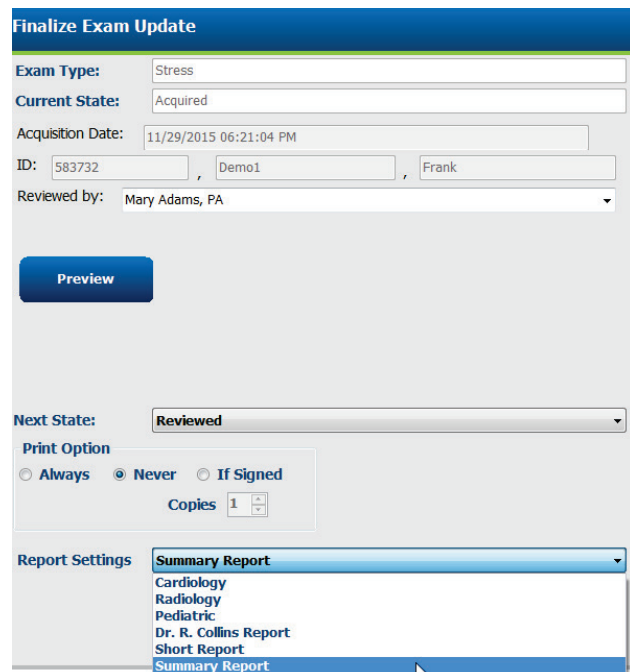 Finalize Exam Update
Exam Type: Stress
Current State: Acquired
Acquisition Date: 11/29/2015 06:21:04 PM
ID: 583732 , Demo1 , Frank
Reviewed by: Mary Adams, PA
Preview
Next State: Reviewed
Print Option
Always Never If Signed
Copies 1
Report Settings Summary Report
Cardiology
Radiology
Pediatric
Dr. R. Collins Report
Short Report
Summary Report